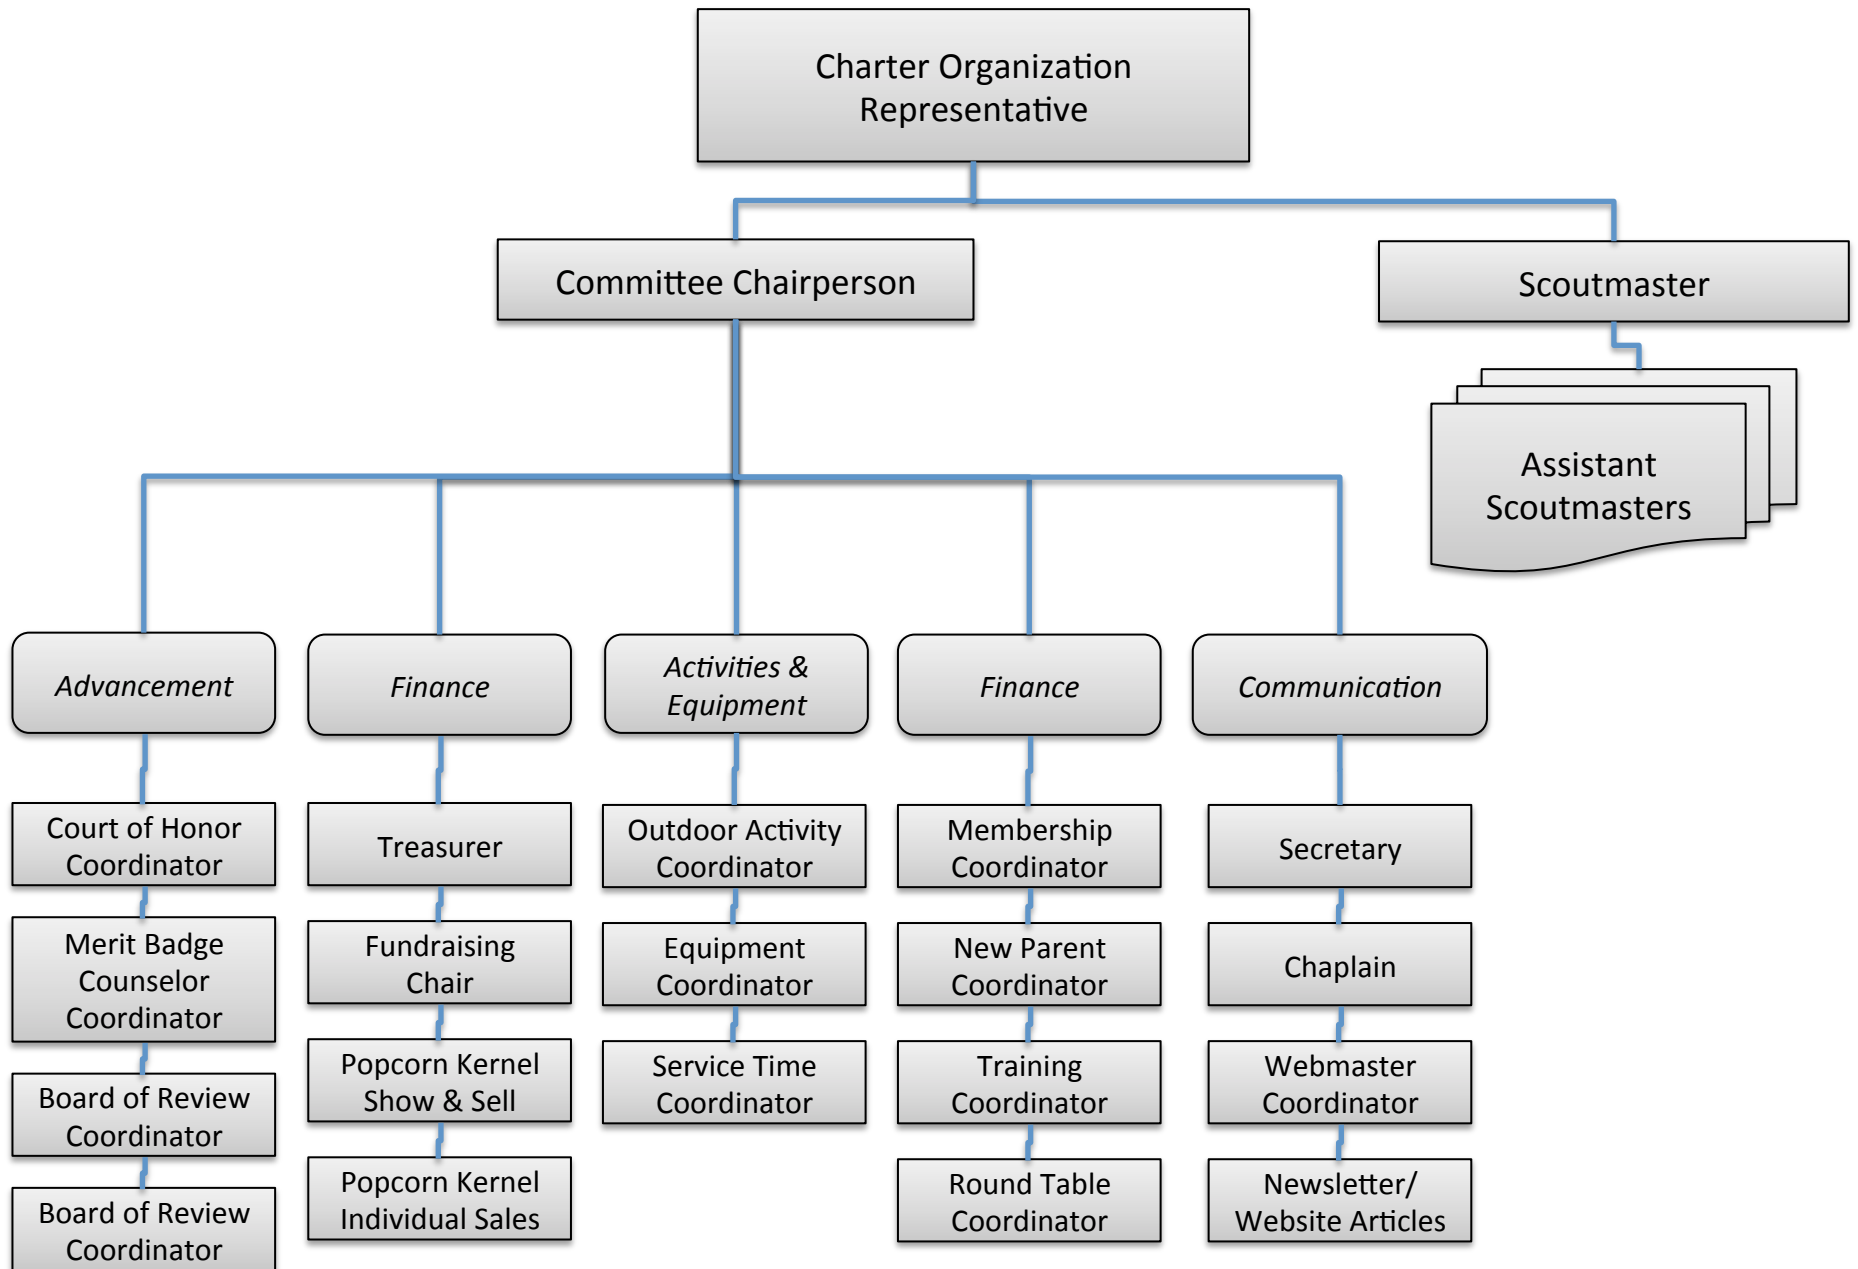 Charter Organization
Representative
Committee Chairperson
Scoutmaster
Assistant
Scoutmasters
Advancement
Finance
Activities &
Equipment
Finance
Communication
Court of Honor
Coordinator
Merit Badge
Counselor
Coordinator
Board of Review
Coordinator
Board of Review
Coordinator
Treasurer
Fundraising
Chair
Popcorn Kernel
Show & Sell
Popcorn Kernel
Individual Sales
Outdoor Activity
Coordinator
Equipment
Coordinator
Service Time
Coordinator
Membership
Coordinator
New Parent
Coordinator
Training
Coordinator
Round Table
Coordinator
Secretary
Chaplain
Webmaster
Coordinator
Newsletter/
Website Articles